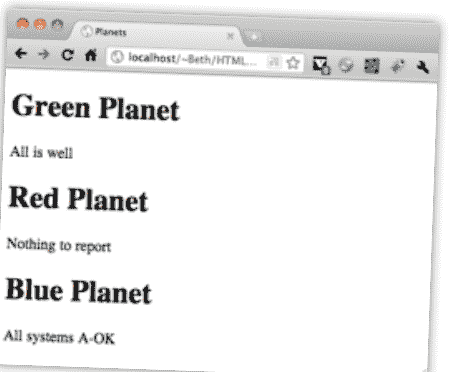 Planets
localhost/~Beth/HTML...
Green Planet
All is well
Red Planet
Nothing to report
Blue Planet
All systems A-OK